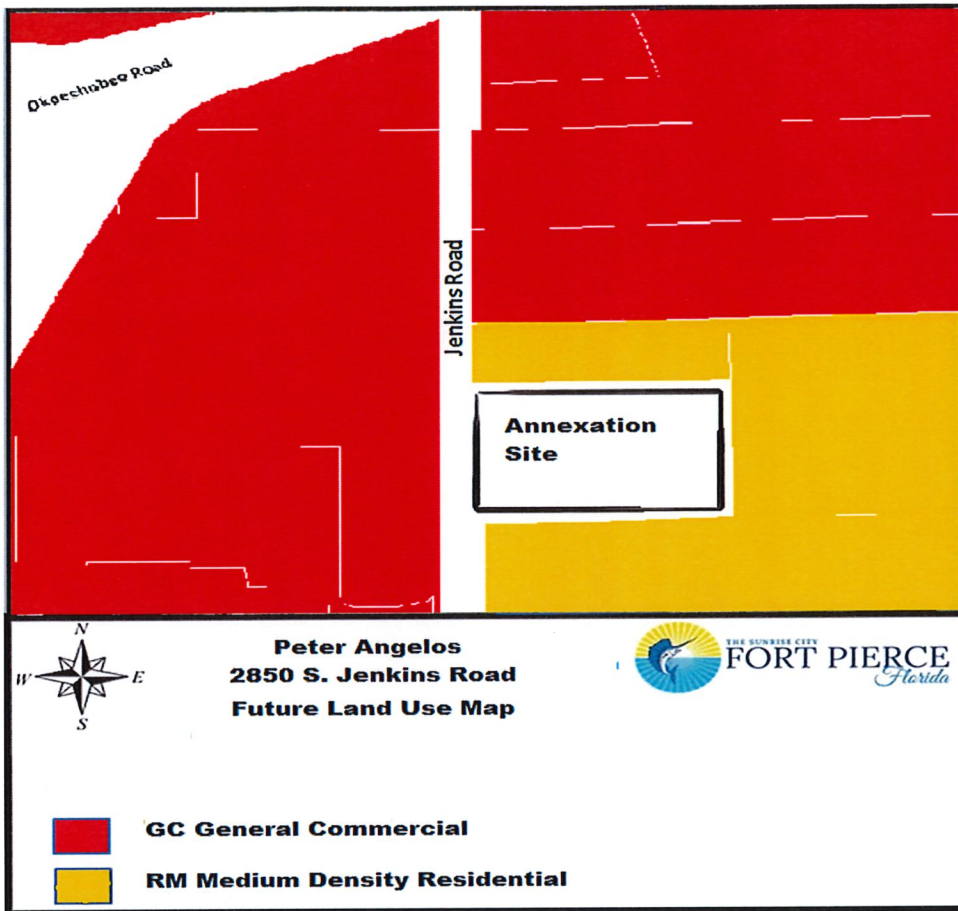 Okeechobee Road
Jenkins Road
Annexation
Site
N
W
E
S
Peter Angelos
2850 S. Jenkins Road
Future Land Use Map
THE SUNRISE CITY
FORT PIERCE
Florida
GC General Commercial
RM Medium Density Residential